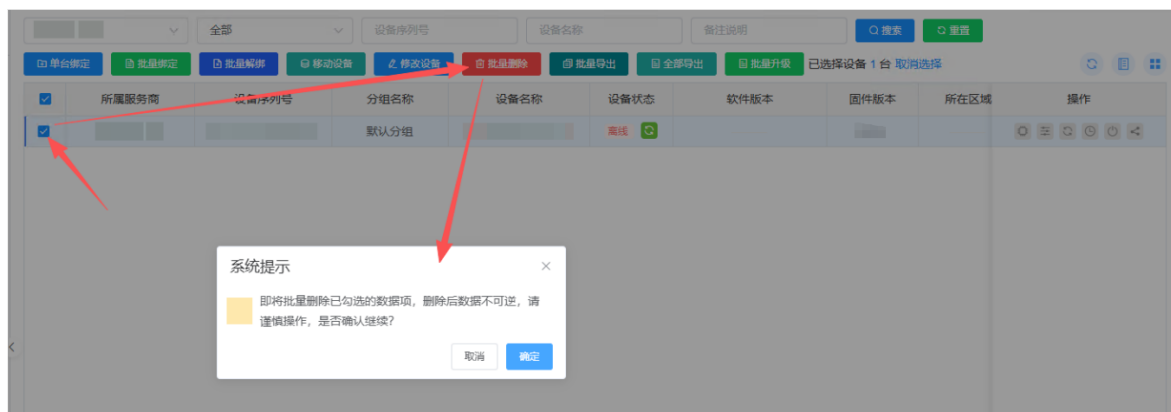 全部 设备序列号 设备名称 备注说明 搜索 重置
单台绑定 批量绑定 批量解绑 移动设备 修改设备 批量删除 批量导出 全部导出 批量升级 已选择设备 1 台 取消选择
所属服务商 设备序列号 分组名称 设备名称 设备状态 软件版本 固件版本 所在区域 操作
默认分组 离线
系统提示
即将批量删除已勾选的数据项，删除后数据不可逆，请
谨慎操作，是否确认继续?
取消 确定